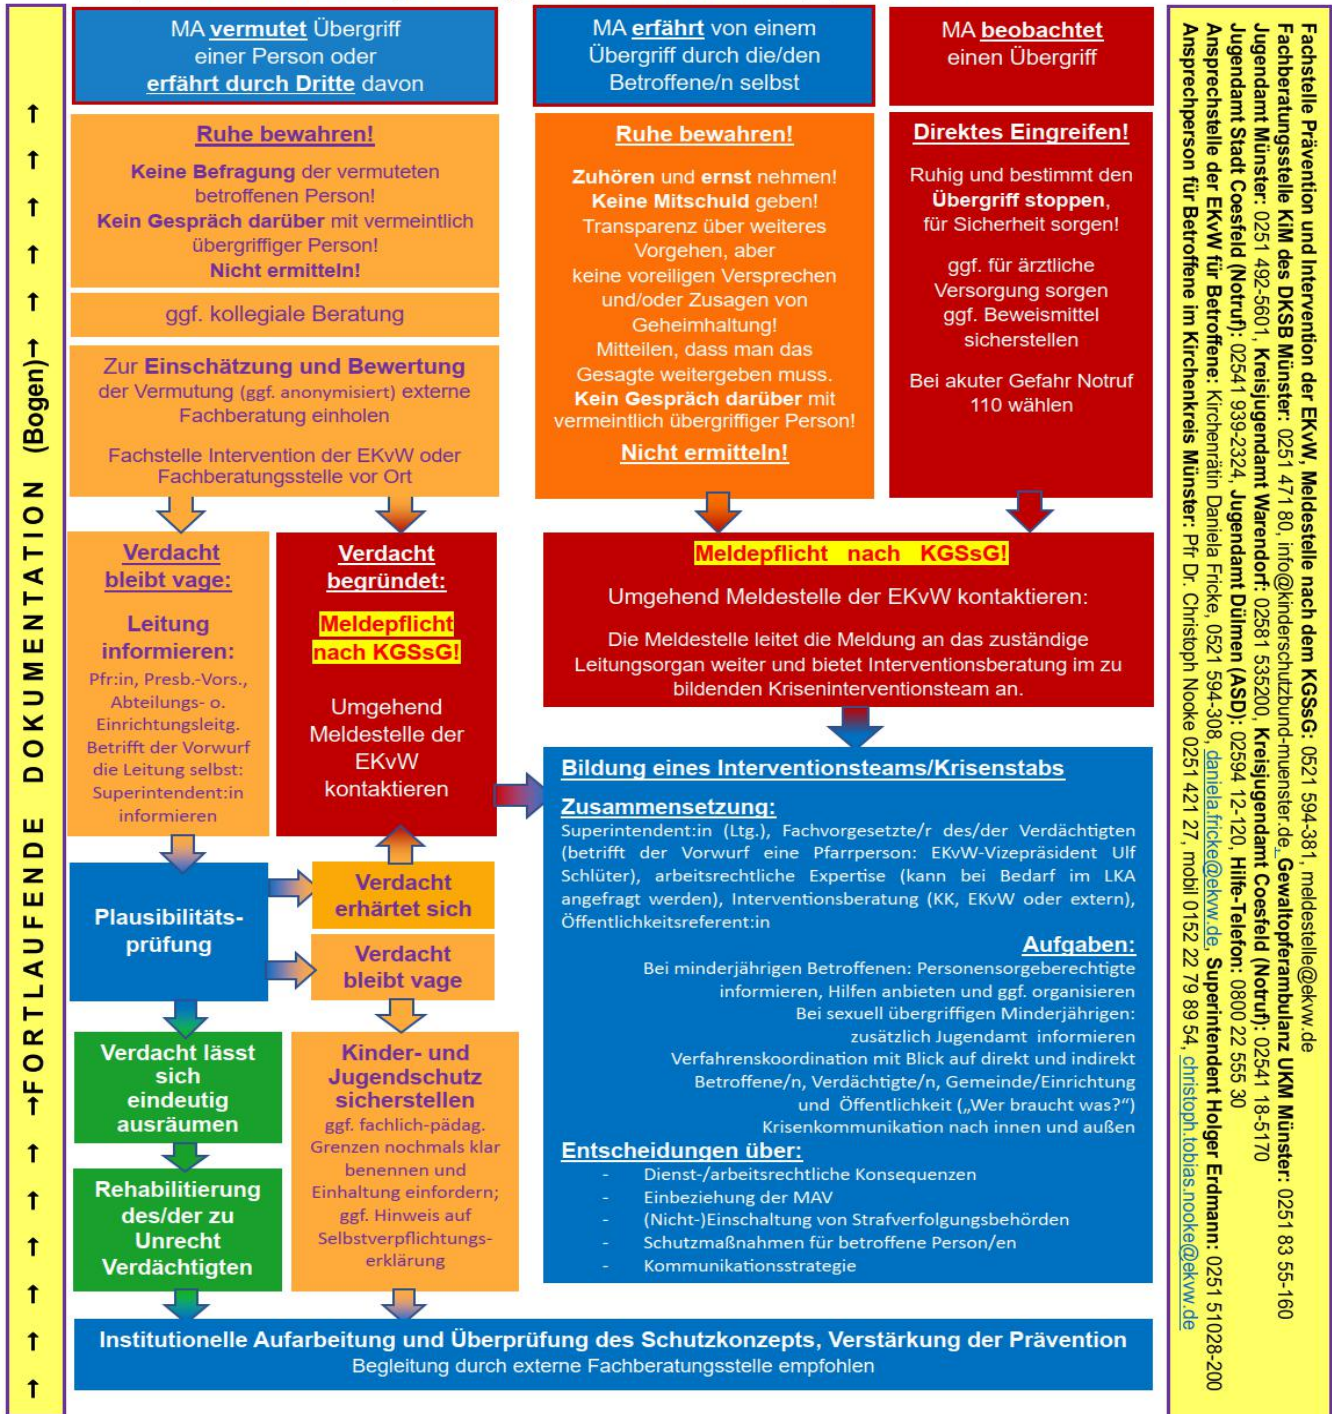 MA vermutet Übergriff
einer Person oder
erfährt durch Dritte davon
MA erfährt von einem
Übergriff durch die/den
Betroffene/n selbst
MA beobachtet
einen Übergriff
Ruhe bewahren!
Keine Befragung der vermuteten
betroffenen Person!
Kein Gespräch darüber mit vermeintlich
übergriffiger Person!
Nicht ermitteln!
ggf. kollegiale Beratung
Zur Einschätzung und Bewertung
der Vermutung (ggf. anonymisiert) externe
Fachberatung einholen
Fachstelle Intervention der EKvW oder
Fachberatungsstelle vor Ort
Ruhe bewahren!
Zuhören und ernst nehmen!
Keine Mitschuld geben!
Transparenz über weiteres
Vorgehen, aber
keine voreiligen Versprechen
und/oder Zusagen von
Geheimhaltung!
Mitteilen, dass man das
Gesagte weitergeben muss.
Kein Gespräch darüber mit
vermeintlich übergriffiger Person!
Nicht ermitteln!
Direktes Eingreifen!
Ruhig und bestimmt den
Übergriff stoppen,
für Sicherheit sorgen!
ggf. für ärztliche
Versorgung sorgen
ggf. Beweismittel
sicherstellen
Bei akuter Gefahr Notruf
110 wählen
Verdacht
bleibt vage:
Leitung
informieren:
Pfr:in, Presb.-Vors.,
Abteilungs- o.
Einrichtungsleitg.
Betrifft der Vorwurf
die Leitung selbst:
Superintendent:in
informieren
Verdacht
begründet:
Meldepflicht
nach KGSsG!
Umgehend
Meldestelle der
EKvW
kontaktieren
Meldepflicht nach KGSsG!
Umgehend Meldestelle der EKvW kontaktieren:
Die Meldestelle leitet die Meldung an das zuständige
Leitungsorgan weiter und bietet Interventionsberatung im zu
bildenden Kriseninterventionsteam an.
Plausibilitäts-
prüfung
Verdacht
erhärtet sich
Verdacht
bleibt vage
Verdacht lässt
sich
eindeutig
ausräumen
Rehabilitierung
des/der zu
Unrecht
Verdächtigten
Kinder- und
Jugendschutz
sicherstellen
ggf. fachlich-pädag.
Grenzen nochmals klar
benennen und
Einhaltung einfordern;
ggf. Hinweis auf
Selbstverpflichtungs-
erklärung
Bildung eines Interventionsteams/Krisenstabs
Zusammensetzung:
Superintendent:in (Ltg.), Fachvorgesetzte/r des/der Verdächtigten
(betrifft der Vorwurf eine Pfarrperson: EKvW-Vizepräsident Ulf
Schlüter), arbeitsrechtliche Expertise (kann bei Bedarf im LKA
angefragt werden), Interventionsberatung (KK, EKvW oder extern),
Öffentlichkeitsreferent:in
Aufgaben:
Bei minderjährigen Betroffenen: Personensorgeberechtigte
informieren, Hilfen anbieten und ggf. organisieren
Bei sexuell übergriffigen Minderjährigen:
zusätzlich Jugendamt informieren
Verfahrenskoordination mit Blick auf direkt und indirekt
Betroffene/n, Verdächtigte/n, Gemeinde/Einrichtung
und Öffentlichkeit („Wer braucht was?“)
Krisenkommunikation nach innen und außen
Entscheidungen über:
- Dienst-/arbeitsrechtliche Konsequenzen
- Einbeziehung der MAV
- (Nicht-)Einschaltung von Strafverfolgungsbehörden
- Schutzmaßnahmen für betroffene Person/en
- Kommunikationsstrategie
Institutionelle Aufarbeitung und Überprüfung des Schutzkonzepts, Verstärkung der Prävention
Begleitung durch externe Fachberatungsstelle empfohlen
FORTLAUFENDE DOKUMENTATION (Bogen)
Fachstelle Prävention und Intervention der EKvW, Meldestelle nach dem KGSsG: 0521 594-381, meldestelle@ekvw.de
Fachberatungsstelle KiM des DKSB Münster: 0251 471 80, info@kinderschutzbund-muenster.de, Gewaltopferambulanz UKM Münster: 0251 83 55-160
Jugendamt Münster: 0251 492-5601, Kreisjugendamt Warendorf: 02581 535200, Kreisjugendamt Coesfeld (Notruf): 02541 18-5170
Jugendamt Stadt Coesfeld (Notruf): 02541 939-2324, Jugendamt Dülmen (ASD): 02594 12-120, Hilfe-Telefon: 0800 22 555 30
Ansprechstelle der EKvW für Betroffene: Kirchenrätin Daniela Fricke, 0521 594-308, daniela.fricke@ekvw.de, Superintendent Holger Erdmann: 0251 51028-200
Ansprechperson für Betroffene im Kirchenkreis Münster: Pfr Dr. Christoph Nooke 0251 421 27, mobil 0152 22 79 89 54, christoph.tobias.nooke@ekvw.de